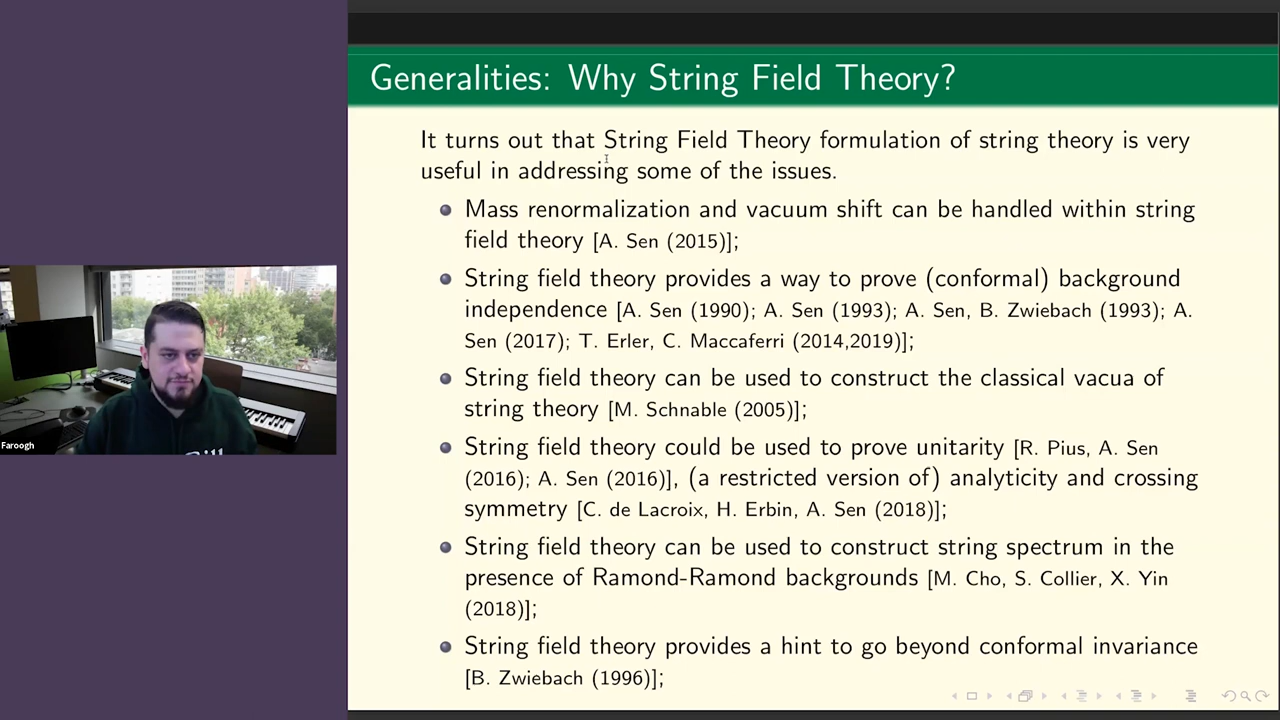 Generalities: Why String Field Theory?
It turns out that String Field Theory formulation of string theory is very
useful in addressing some of the issues.
Mass renormalization and vacuum shift can be handled within string
field theory [A. Sen (2015)];
String field theory provides a way to prove (conformal) background
independence [A. Sen (1990); A. Sen (1993); A. Sen, B. Zwiebach (1993); A.
Sen (2017); T. Erler, C. Maccaferri (2014,2019)];
String field theory can be used to construct the classical vacua of
string theory [M. Schnable (2005)];
String field theory could be used to prove unitarity [R. Pius, A. Sen
(2016); A. Sen (2016)], (a restricted version of) analyticity and crossing
symmetry [C. de Lacroix, H. Erbin, A. Sen (2018)];
String field theory can be used to construct string spectrum in the
presence of Ramond-Ramond backgrounds [M. Cho, S. Collier, X. Yin
(2018)];
String field theory provides a hint to go beyond conformal invariance
[B. Zwiebach (1996)];
Faroogh